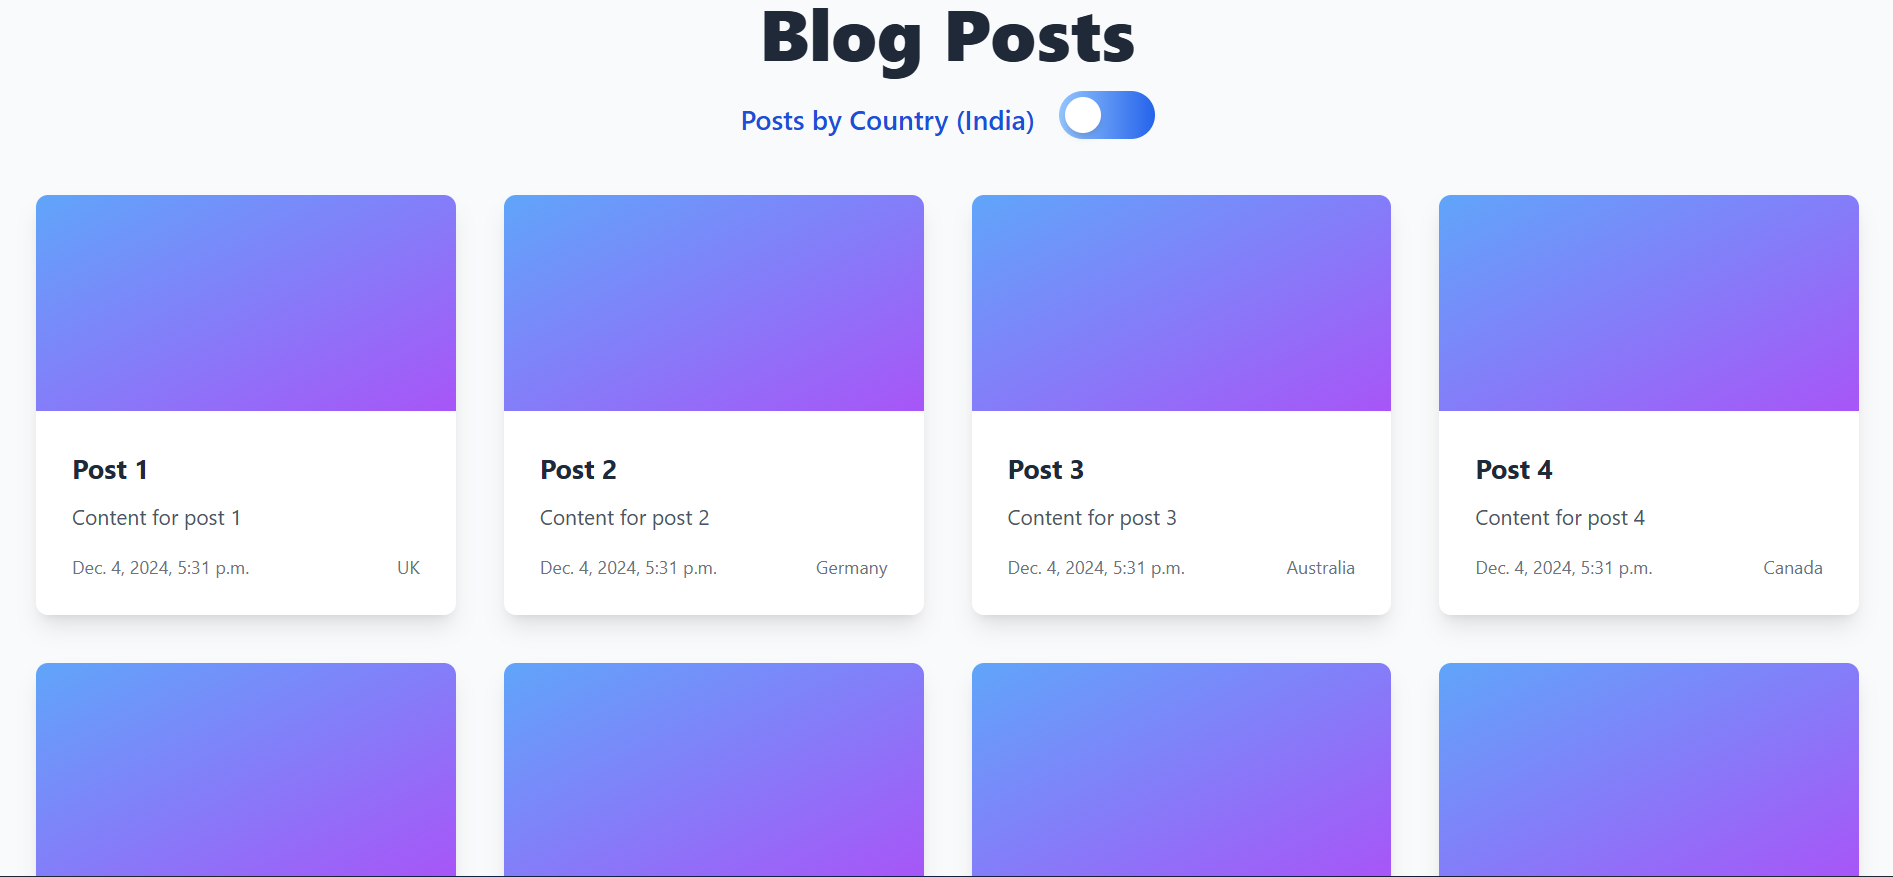 Blog Posts
Posts by Country (India)
Post 1
Content for post 1
Dec. 4, 2024, 5:31 p.m. UK
Post 2
Content for post 2
Dec. 4, 2024, 5:31 p.m. Germany
Post 3
Content for post 3
Dec. 4, 2024, 5:31 p.m. Australia
Post 4
Content for post 4
Dec. 4, 2024, 5:31 p.m. Canada